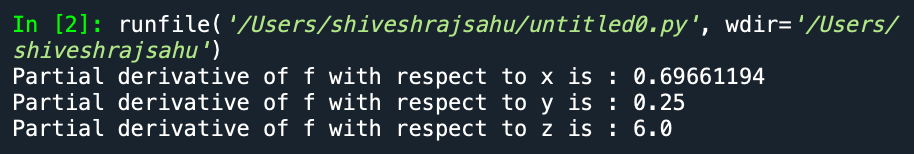 In [2]: runfile('/Users/shiveshrajsahu/untitled0.py', wdir='/Users/
shiveshrajsahu')
Partial derivative of f with respect to x is : 0.69661194
Partial derivative of f with respect to y is : 0.25
Partial derivative of f with respect to z is : 6.0